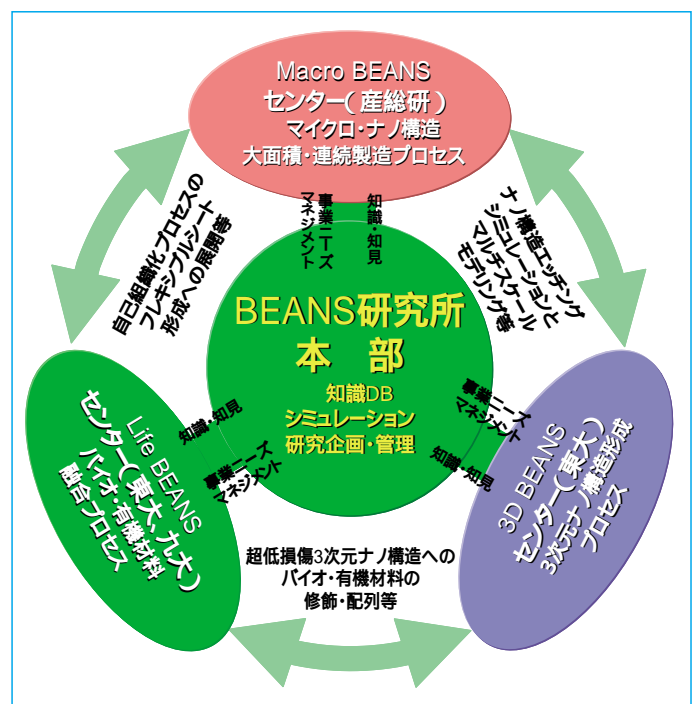 Macro BEANS
センター(産総研)
マイクロ・ナノ構造
大面積・連続製造プロセス
事業ニーズ
マネジメント
知識・知見
自己組織化プロセスの
フレキシブルシート
形成への展開等
ナノ構造エッチング
シミュレーションと
マルチスケール
モデリング等
BEANS研究所
本 部
知識DB
シミュレーション
研究企画・管理
知識・知見
事業ニーズ
マネジメント
事業ニーズ
マネジメント
知識・知見
Life BEANS
センター(東大、九大)
バイオ・有機材料
融合プロセス
3D BEANS
センター(東大)
3次元ナノ構造形成
プロセス
超低損傷3次元ナノ構造への
バイオ・有機材料の
修飾・配列等